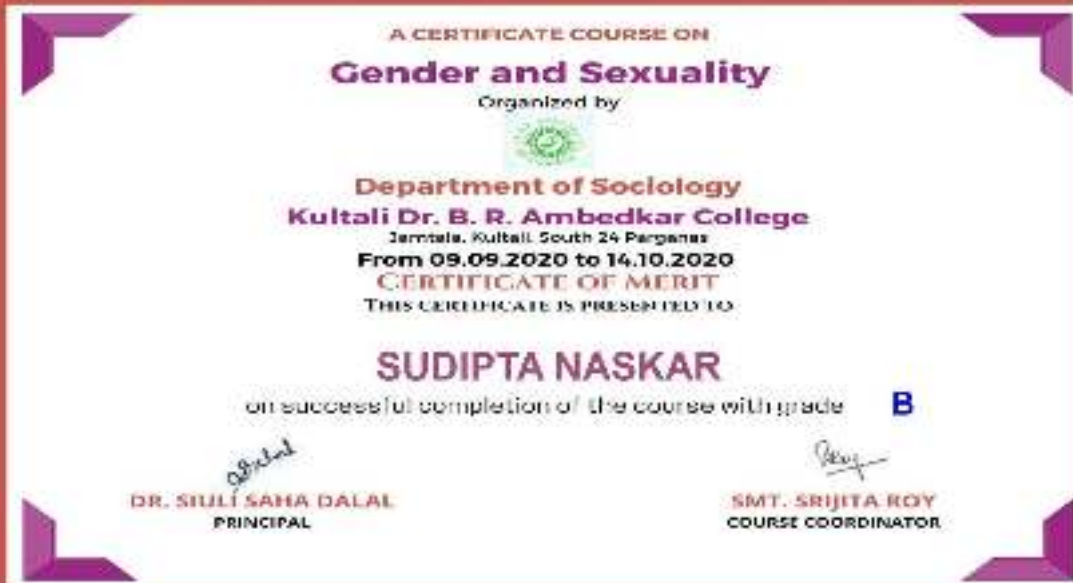 A CERTIFICATE COURSE ON
Gender and Sexuality
Organized by
Department of Sociology
Kultali Dr. B. R. Ambedkar College
Jamtala, Kultali, South 24 Parganas
From 09.09.2020 to 14.10.2020
CERTIFICATE OF MERIT
THIS CERTIFICATE IS PRESENTED TO
SUDIPTA NASKAR
on successful completion of the course with grade B
DR. SIULI SAHA DALAL
PRINCIPAL
SMT. SRIJITA ROY
COURSE COORDINATOR